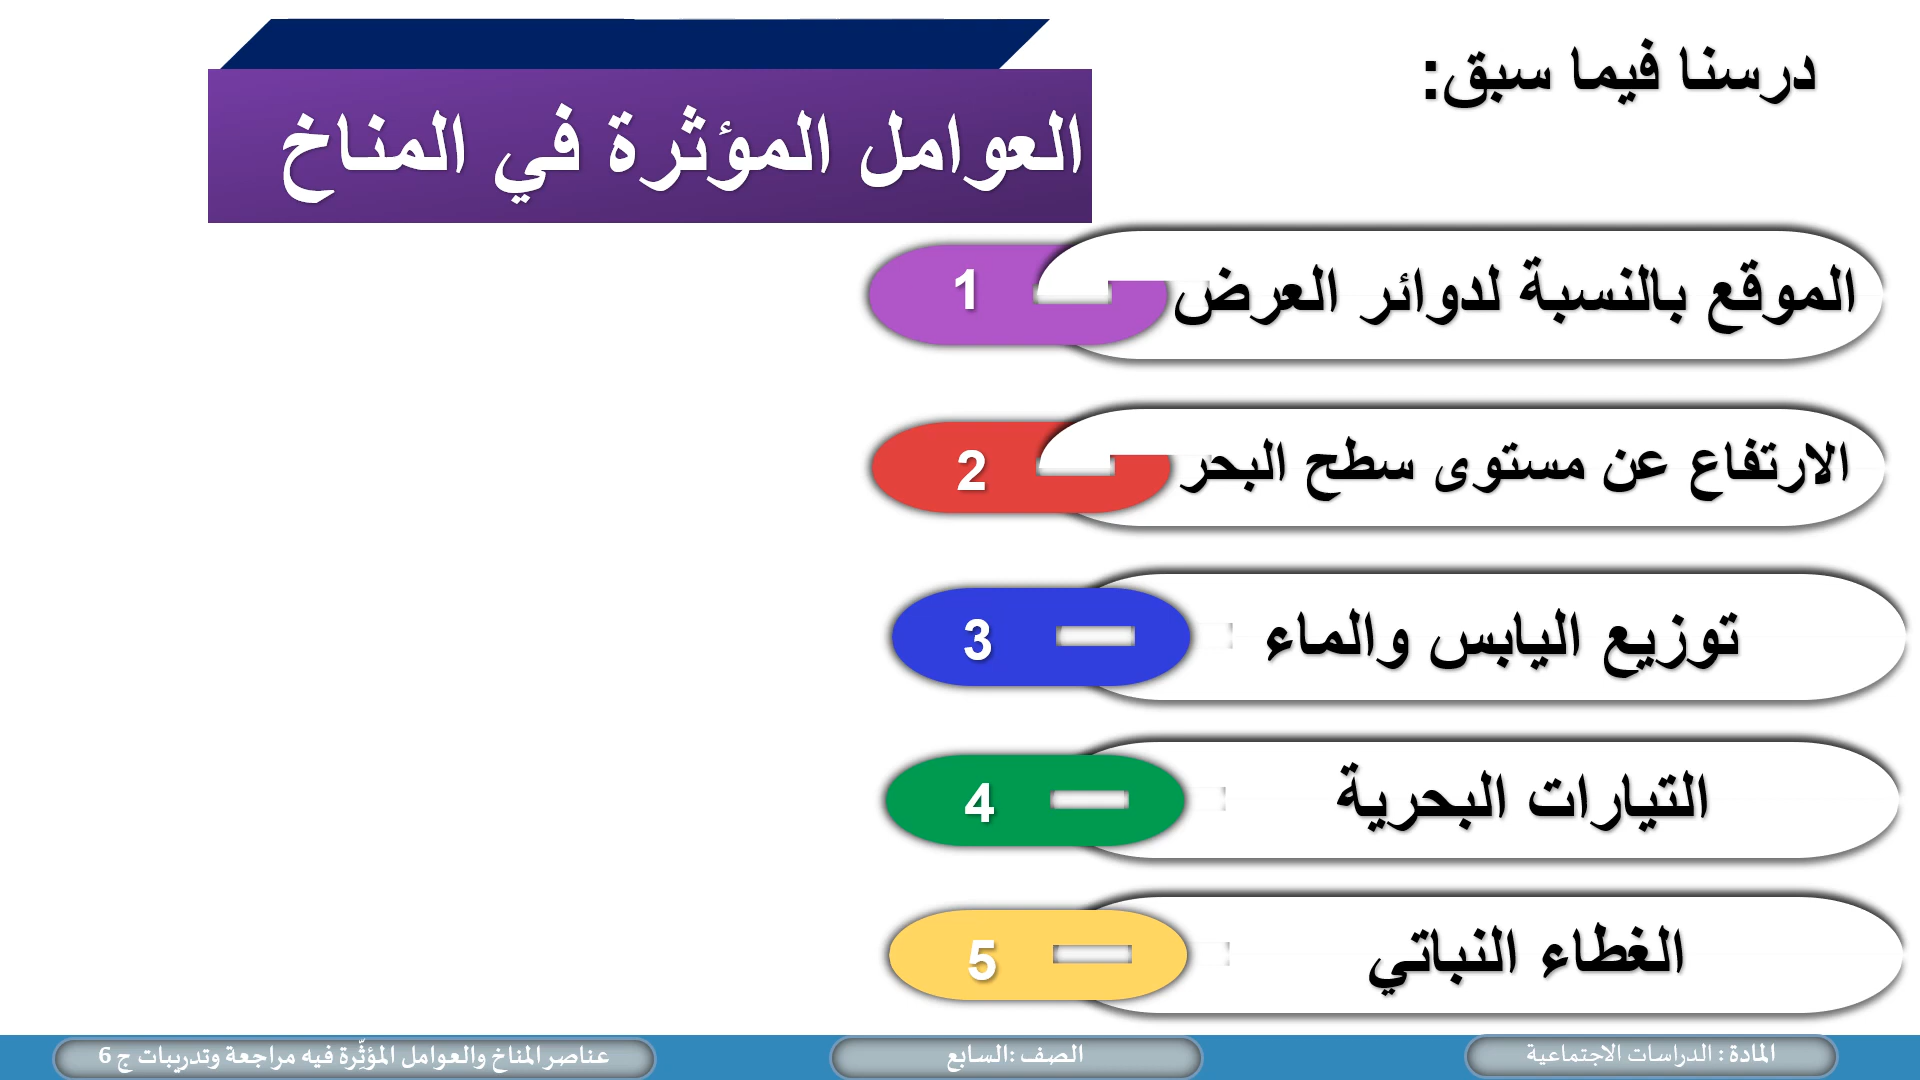 درسنا فيما سبق:
العوامل المؤثرة في المناخ
الموقع بالنسبة لدوائر العرض
1
الارتفاع عن مستوى سطح البحر
2
توزيع اليابس والماء
3
التيارات البحرية
4
الغطاء النباتي
5
المادة : الدراسات الاجتماعية
الصف :السابع
عناصر المناخ والعوامل المؤثِّرة فيه مراجعة وتدريبات ج 6